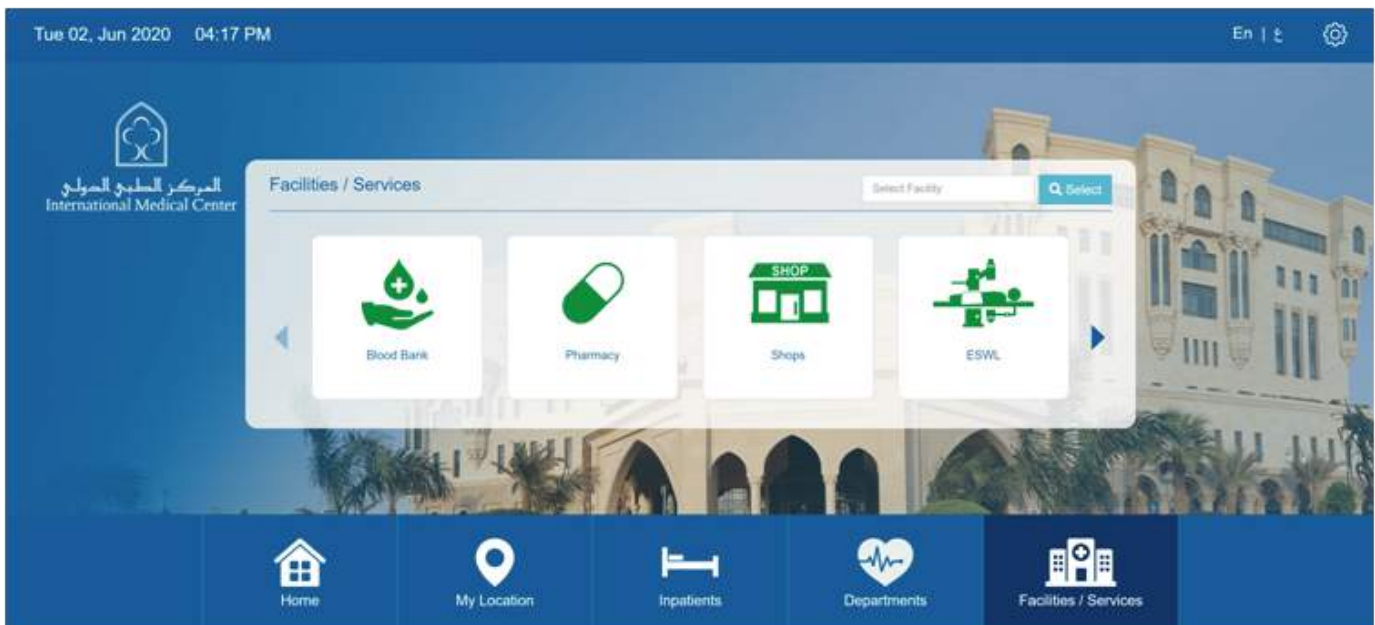 Tue 02, Jun 2020 04:17 PM
En | ع
المركز الطبي الدولي
International Medical Center
Facilities / Services
Select Facility
Select
SHOP
Blood Bank
Pharmacy
Shops
ESWL
Home
My Location
Inpatients
Departments
Facilities / Services